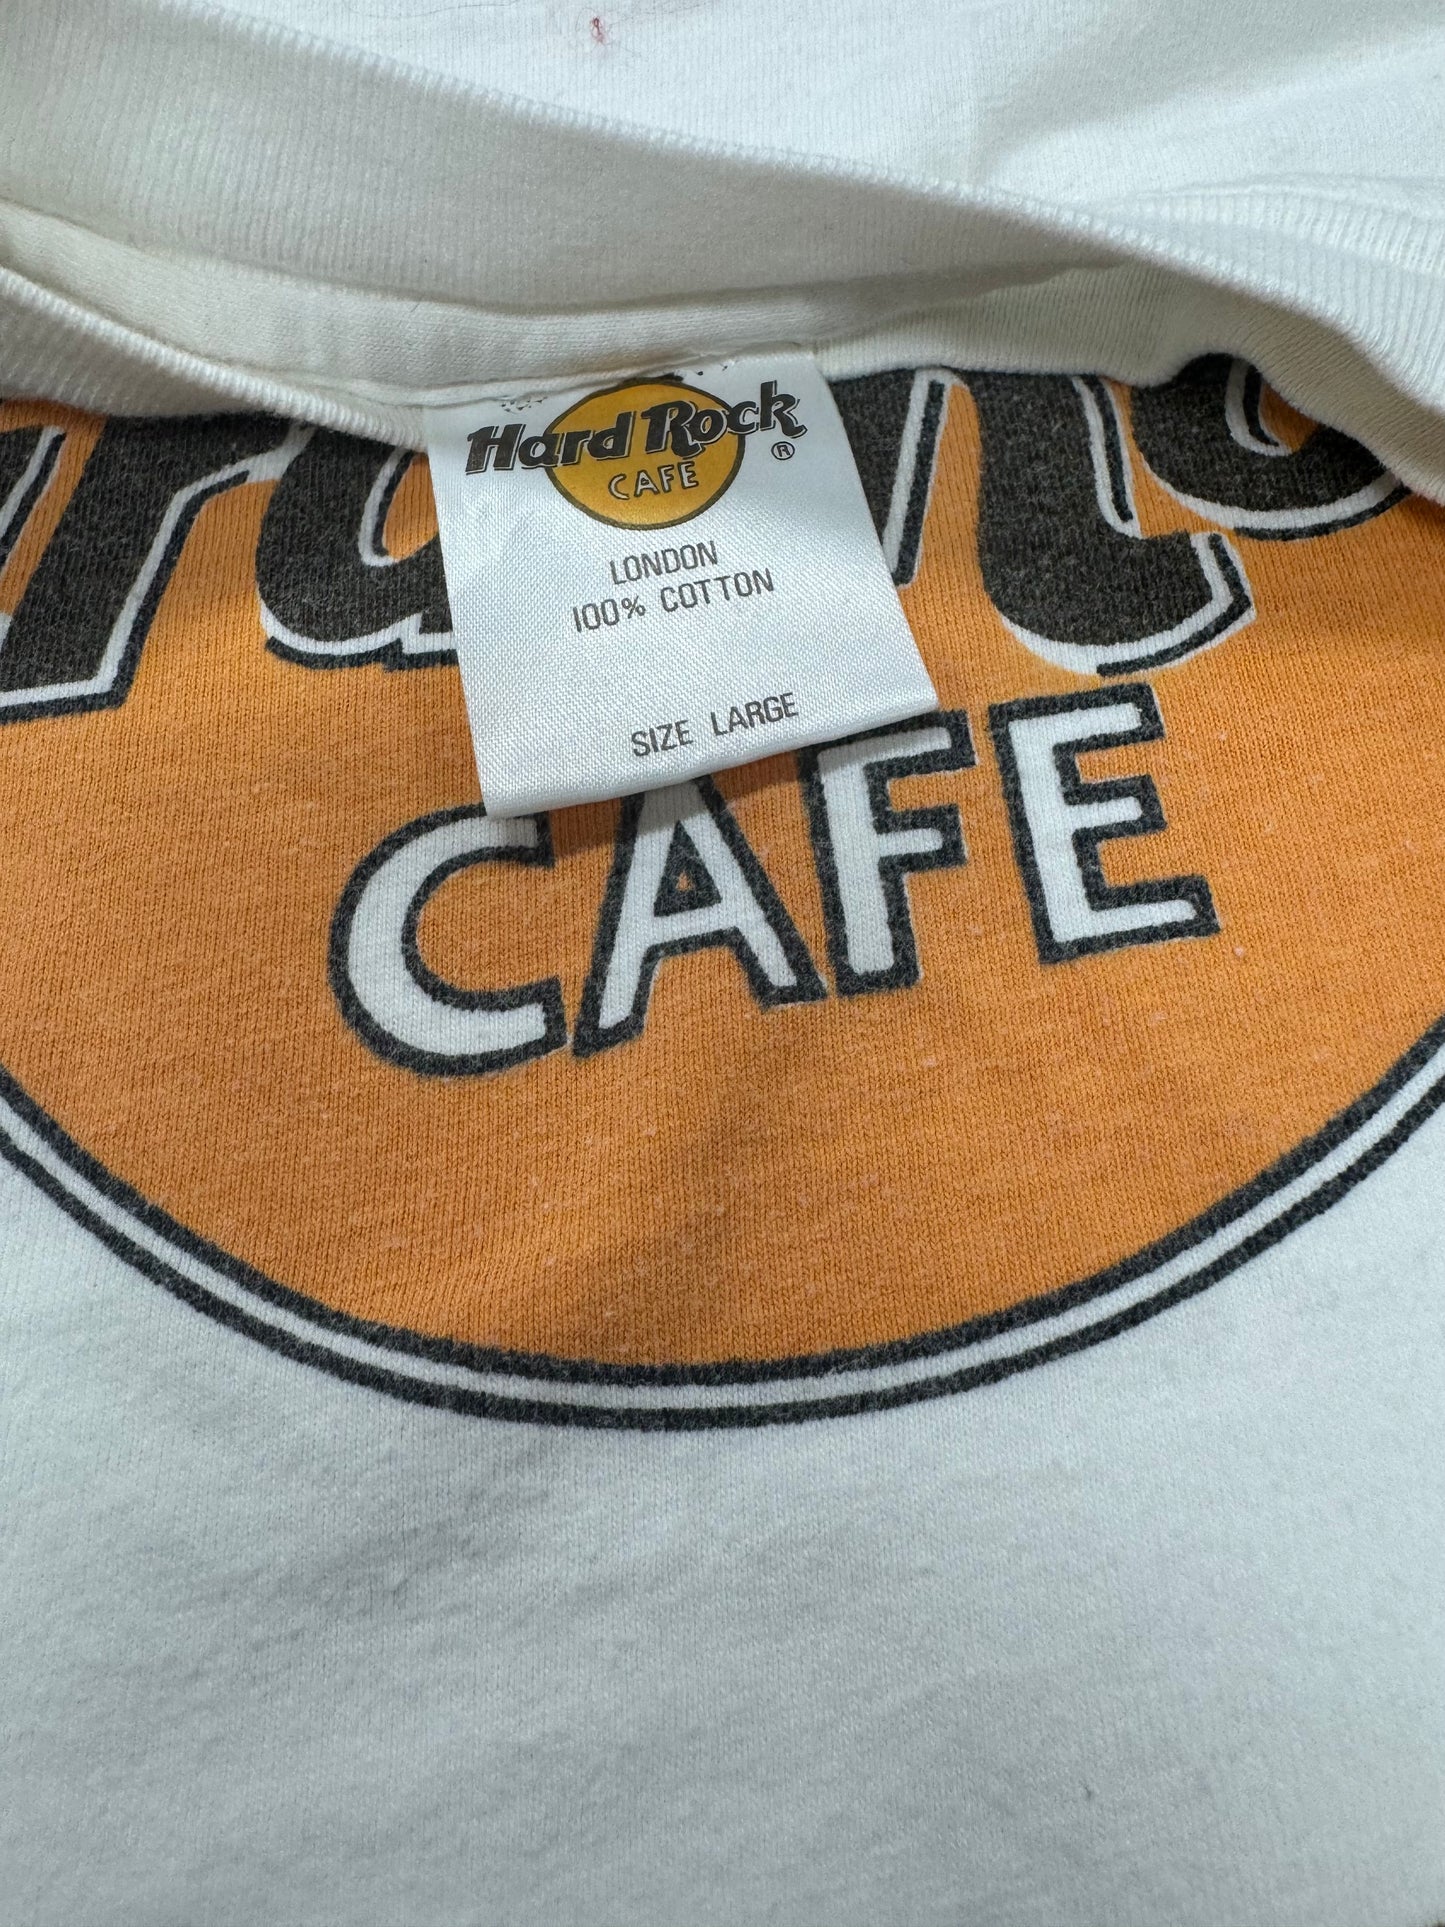 Hard Rock
CAFE
®
LONDON
100% COTTON
SIZE LARGE
CAFE